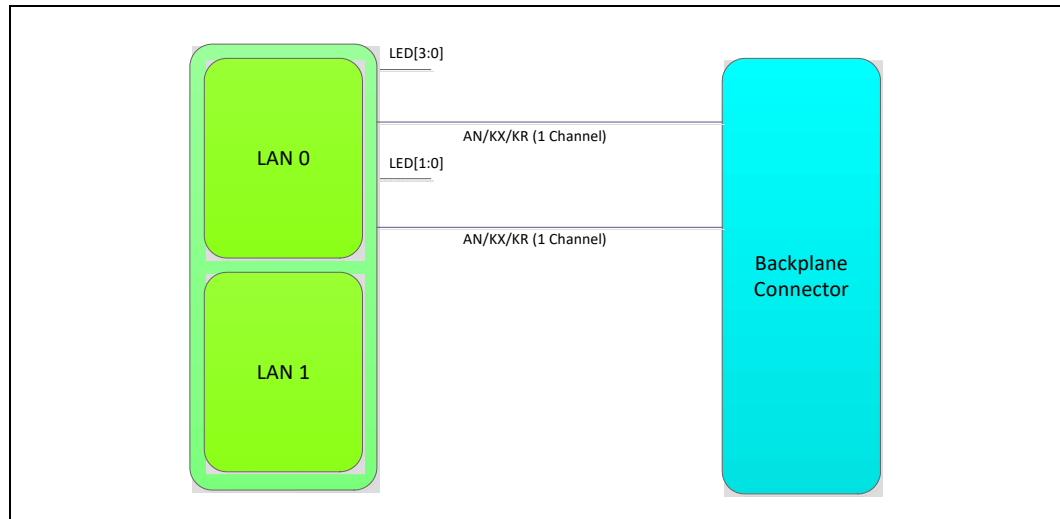 LED[3:0]
AN/KX/KR (1 Channel)
LAN 0
LED[1:0]
AN/KX/KR (1 Channel)
Backplane
Connector
LAN 1